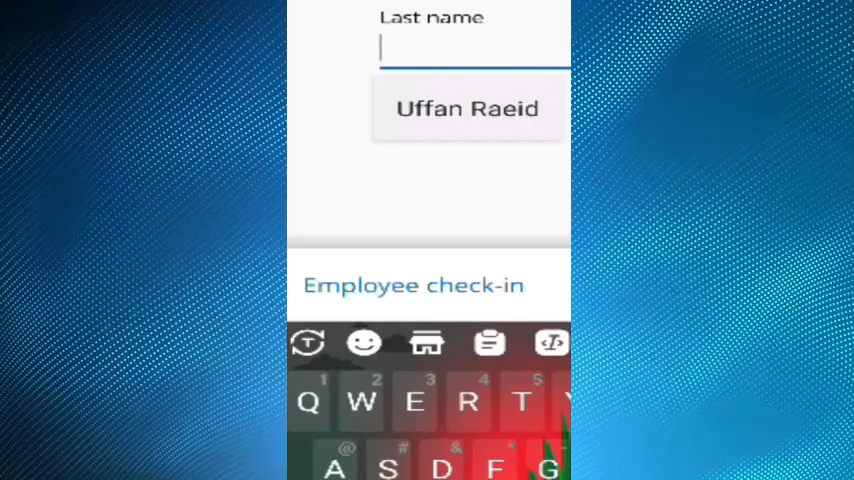 Last name
Uffan Raeid
Employee check-in
1 2 3 4 5
Q W E R T
@ # & *
A S D F G